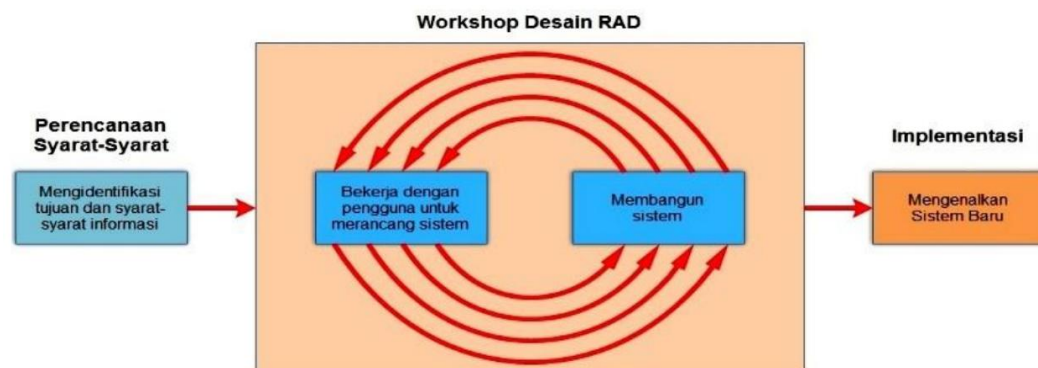 Workshop Desain RAD
Perencanaan
Syarat-Syarat
Mengidentifikasi
tujuan dan syarat-
syarat informasi
Bekerja dengan
pengguna untuk
merancang sistem
Membangun
sistem
Implementasi
Mengenalkan
Sistem Baru